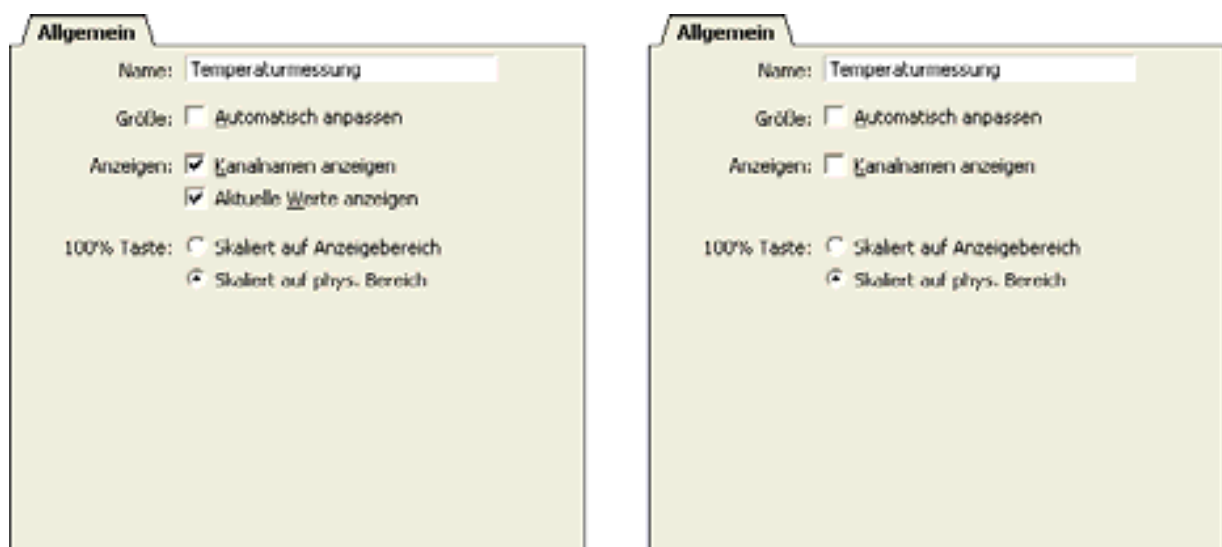 Allgemein
Name: Temperaturmessung
Größe: Automatisch anpassen
Anzeigen: Kanalnamen anzeigen
Aktuelle Werte anzeigen
100% Taste: Skaliert auf Anzeigebereich
Skaliert auf phys. Bereich
Allgemein
Name: Temperaturmessung
Größe: Automatisch anpassen
Anzeigen: Kanalnamen anzeigen
100% Taste: Skaliert auf Anzeigebereich
Skaliert auf phys. Bereich